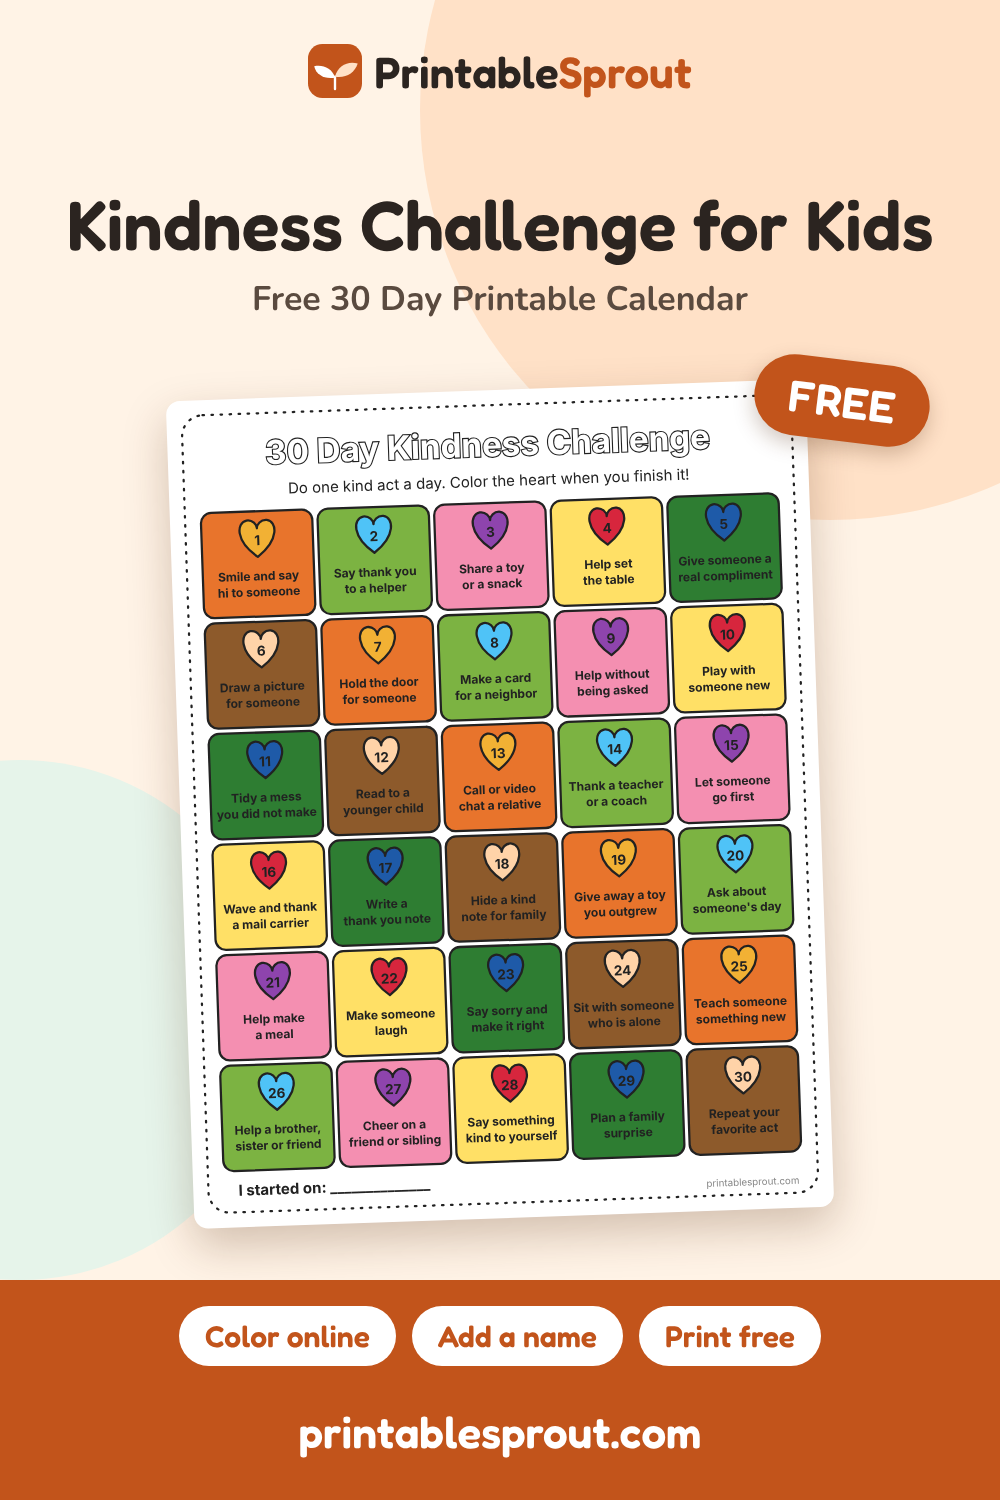 PrintableSprout
Kindness Challenge for Kids
Free 30 Day Printable Calendar
FREE
30 Day Kindness Challenge
Do one kind act a day. Color the heart when you finish it!
1
Smile and say
hi to someone
2
Say thank you
to a helper
3
Share a toy
or a snack
4
Help set
the table
5
Give someone a
real compliment
6
Draw a picture
for someone
7
Hold the door
for someone
8
Make a card
for a neighbor
9
Help without
being asked
10
Play with
someone new
11
Tidy a mess
you did not make
12
Read to a
younger child
13
Call or video
chat a relative
14
Thank a teacher
or a coach
15
Let someone
go first
16
Wave and thank
a mail carrier
17
Write a
thank you note
18
Hide a kind
note for family
19
Give away a toy
you outgrew
20
Ask about
someone's day
21
Help make
a meal
22
Make someone
laugh
23
Say sorry and
make it right
24
Sit with someone
who is alone
25
Teach someone
something new
26
Help a brother,
sister or friend
27
Cheer on a
friend or sibling
28
Say something
kind to yourself
29
Plan a family
surprise
30
Repeat your
favorite act
I started on: ______________
printablesprout.com
Color online
Add a name
Print free
printablesprout.com